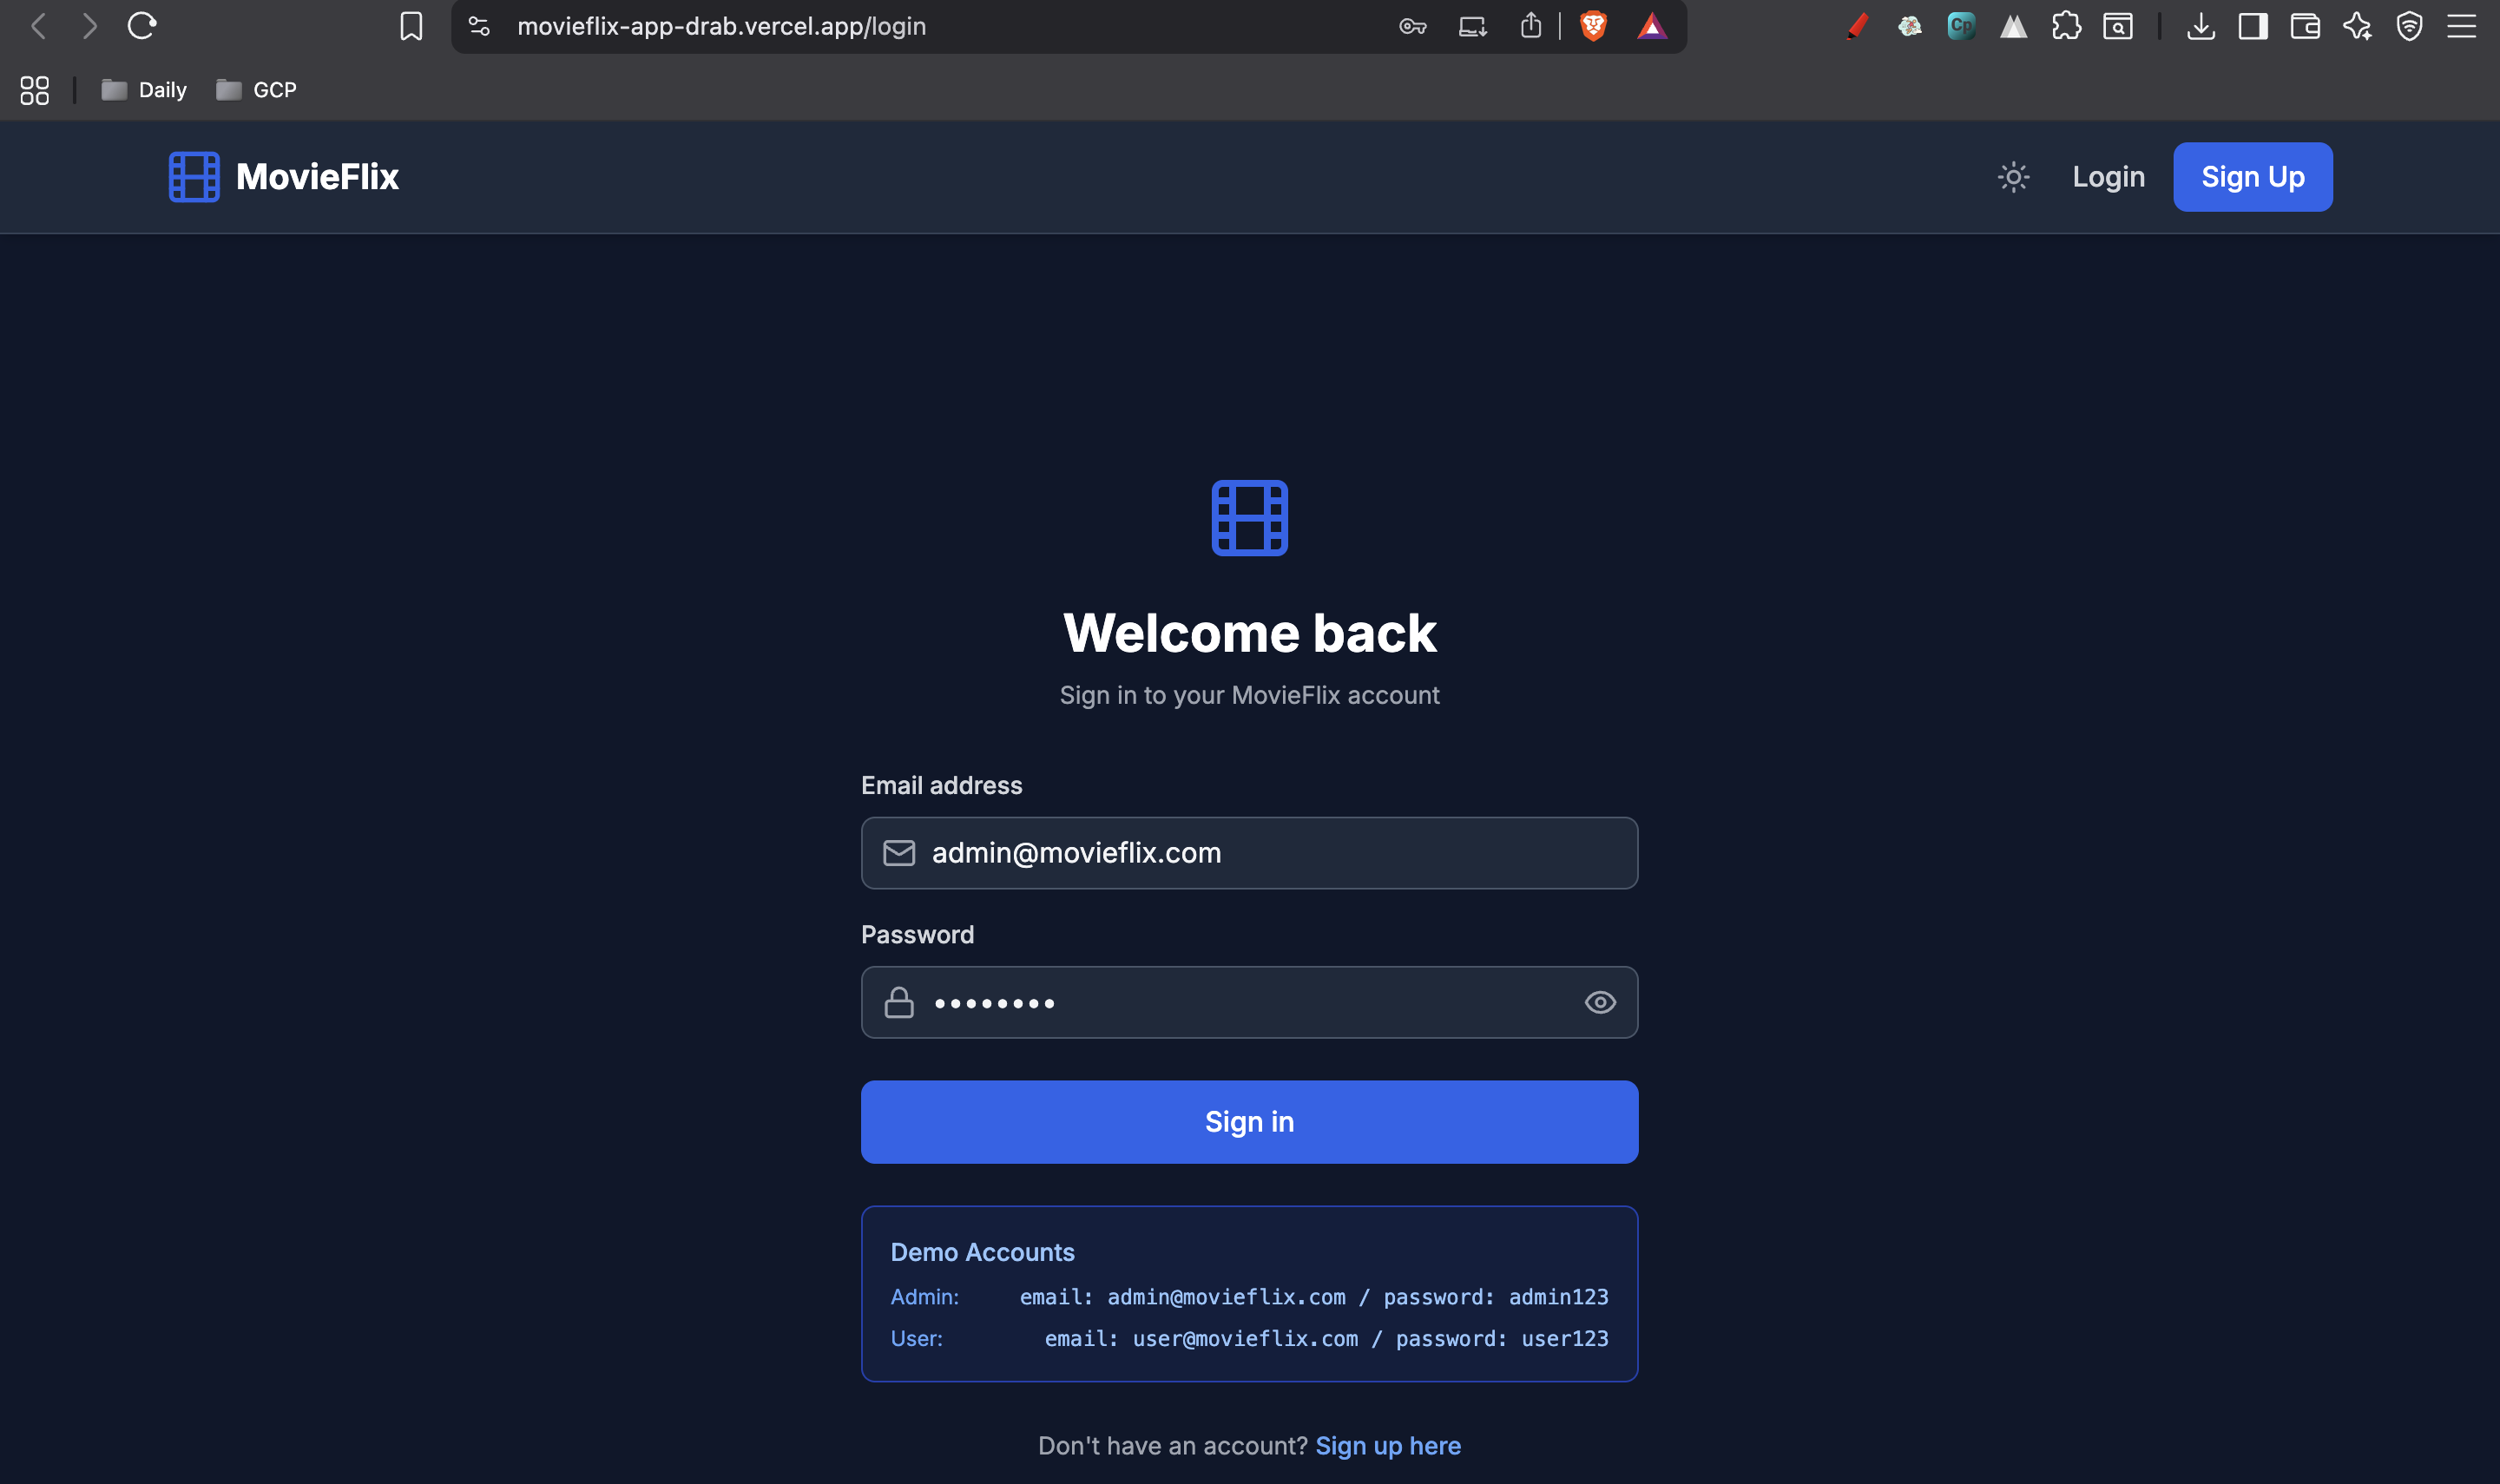 movieflix-app-drab.vercel.app/login
Cp
Daily
GCP
MovieFlix
Login
Sign Up
Welcome back
Sign in to your MovieFlix account
Email address
admin@movieflix.com
Password
••••••••
Sign in
Demo Accounts
Admin: email: admin@movieflix.com / password: admin123
User: email: user@movieflix.com / password: user123
Don't have an account? Sign up here